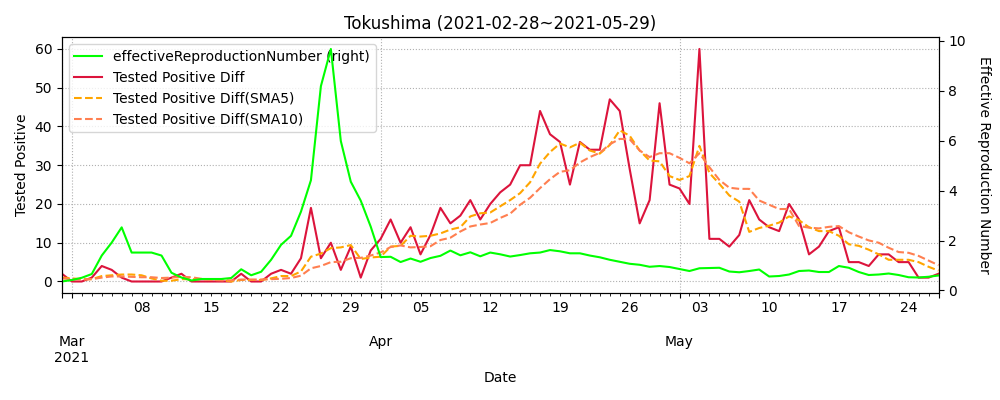 Tokushima (2021-02-28~2021-05-29)
effectiveReproductionNumber (right)
Tested Positive Diff
Tested Positive Diff(SMA5)
Tested Positive Diff(SMA10)
Tested Positive
60
50
40
30
20
10
0
Effective Reproduction Number
10
8
6
4
2
0
08 15 22 29 05 12 19 26 03 10 17 24
Mar Apr May
2021
Date